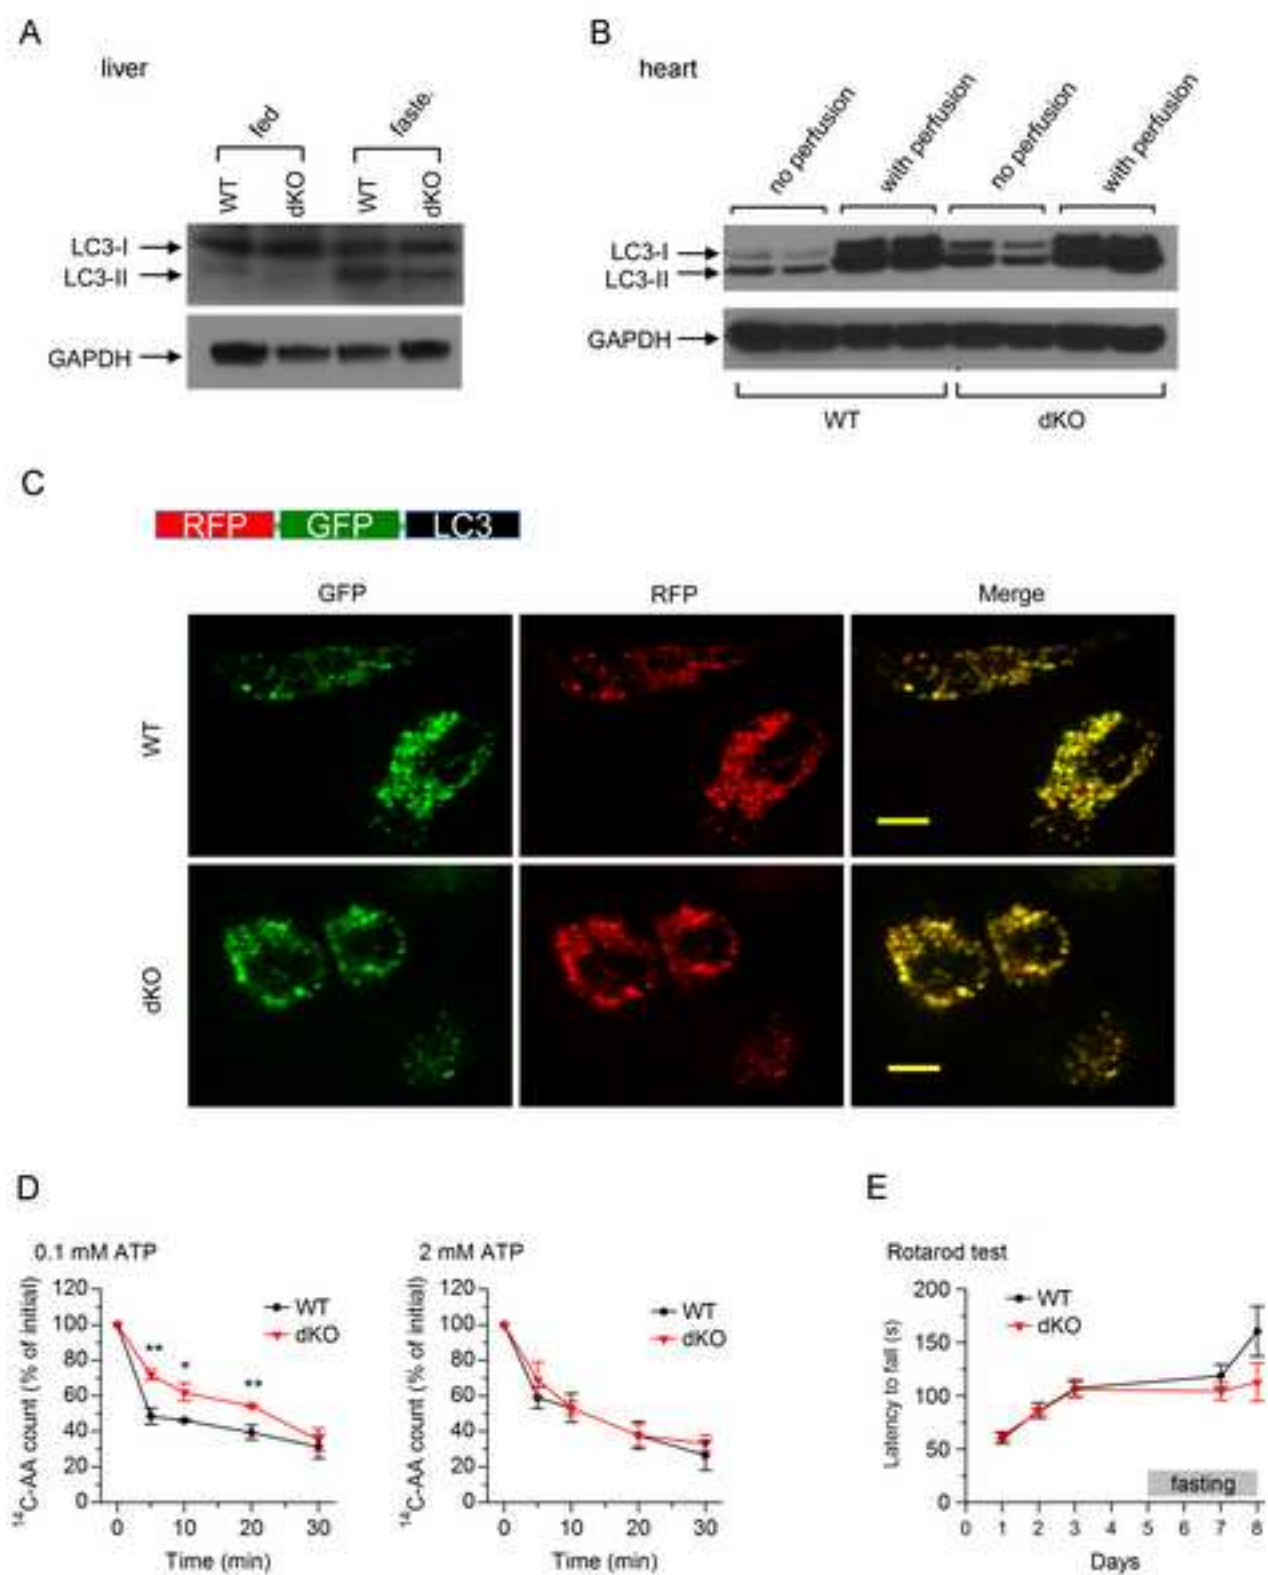 A
liver
fed
faste.
WT
dKO
WT
dKO
LC3-I
LC3-II
GAPDH
B
heart
no perfusion
with perfusion
no perfusion
with perfusion
LC3-I
LC3-II
GAPDH
WT
dKO
C
RFP GFP LC3
GFP RFP Merge
WT
dKO
D
0.1 mM ATP
¹⁴C-AA count (% of initial)
120
100
80
60
40
20
0
WT
dKO
**
*
**
0 10 20 30
Time (min)
2 mM ATP
¹⁴C-AA count (% of initial)
120
100
80
60
40
20
0
WT
dKO
0 10 20 30
Time (min)
E
Rotarod test
Latency to fall (s)
200
150
100
50
0
WT
dKO
fasting
0 1 2 3 4 5 6 7 8
Days